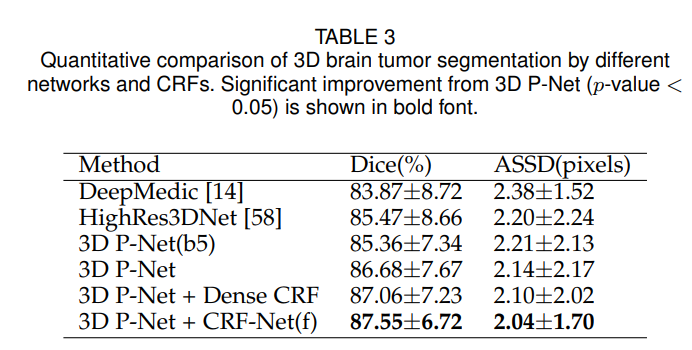 TABLE 3
Quantitative comparison of 3D brain tumor segmentation by different
networks and CRFs. Significant improvement from 3D P-Net (p-value <
0.05) is shown in bold font.
Method Dice(%) ASSD(pixels)
DeepMedic [14] 83.87±8.72 2.38±1.52
HighRes3DNet [58] 85.47±8.66 2.20±2.24
3D P-Net(b5) 85.36±7.34 2.21±2.13
3D P-Net 86.68±7.67 2.14±2.17
3D P-Net + Dense CRF 87.06±7.23 2.10±2.02
3D P-Net + CRF-Net(f) 87.55±6.72 2.04±1.70